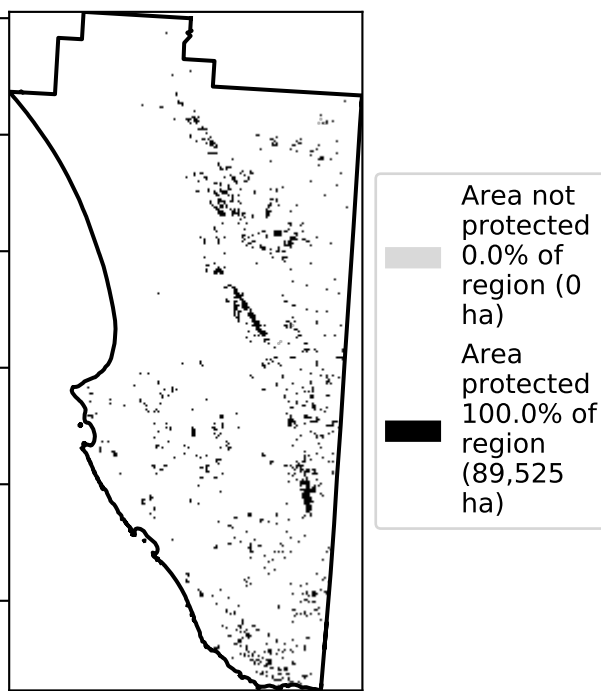 Area not
protected
0.0% of
region (0
ha)
Area
protected
100.0% of
region
(89,525
ha)